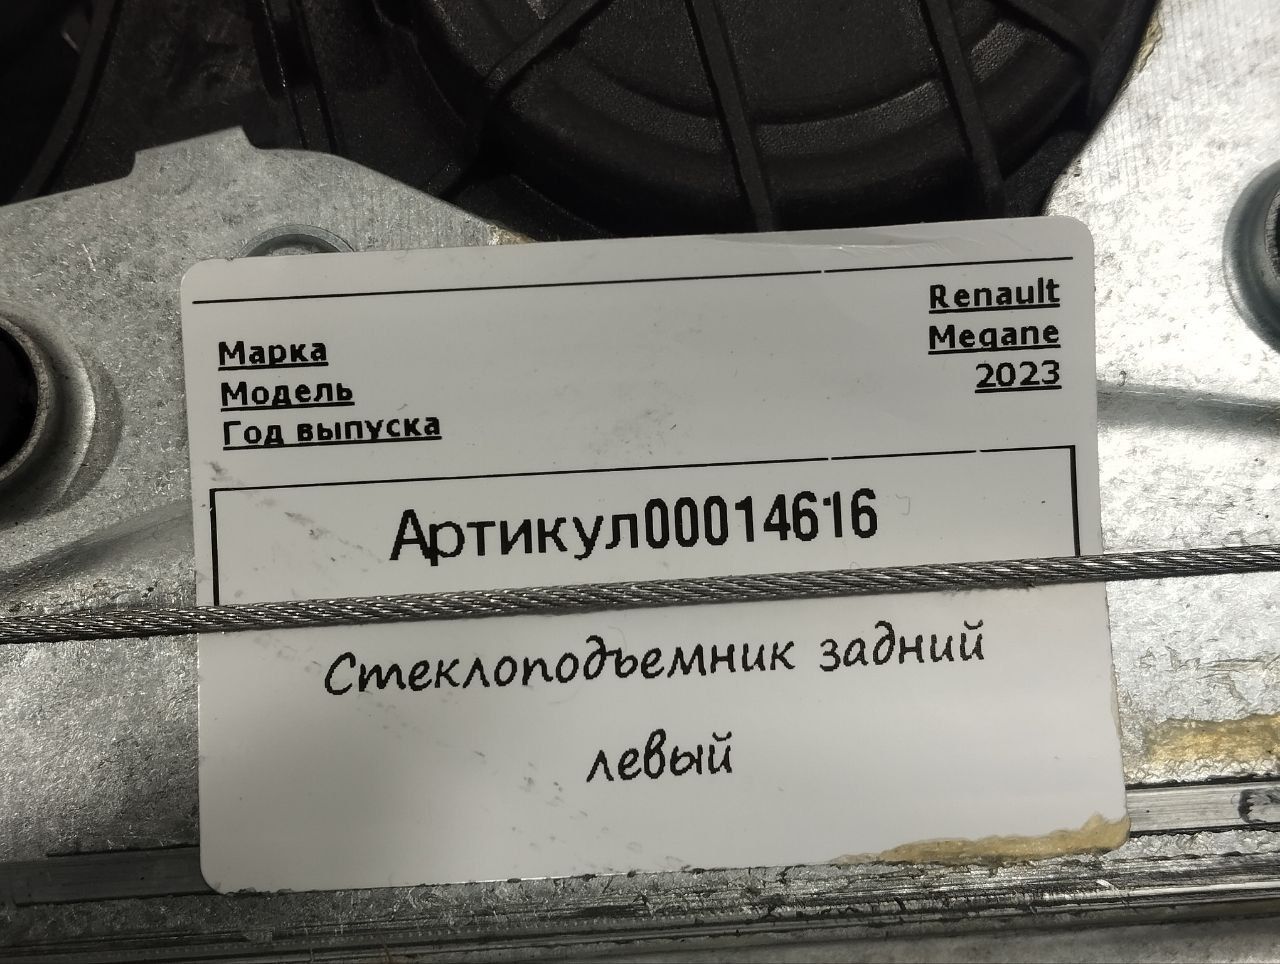 Марка Renault
Модель Megane
Год выпуска 2023
Артикул00014616
Стеклоподъемник задний
левый